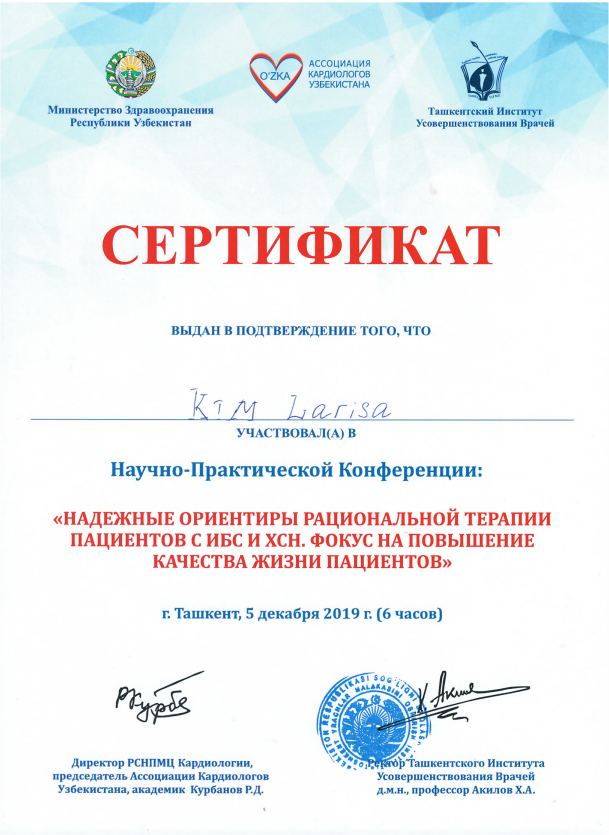 Министерство Здравоохранения
Республики Узбекистан
O'ZKA
АССОЦИАЦИЯ
КАРДИОЛОГОВ
УЗБЕКИСТАНА
Ташкентский Институт
Усовершенствования Врачей
СЕРТИФИКАТ
ВЫДАН В ПОДТВЕРЖДЕНИЕ ТОГО, ЧТО
KIM Larisa
УЧАСТВОВАЛ(А) В
Научно-Практической Конференции:
«НАДЕЖНЫЕ ОРИЕНТИРЫ РАЦИОНАЛЬНОЙ ТЕРАПИИ
ПАЦИЕНТОВ С ИБС И ХСН. ФОКУС НА ПОВЫШЕНИЕ
КАЧЕСТВА ЖИЗНИ ПАЦИЕНТОВ»
г. Ташкент, 5 декабря 2019 г. (6 часов)
Директор РСНПМЦ Кардиологии,
председатель Ассоциации Кардиологов
Узбекистана, академик Курбанов Р.Д.
Ректор Ташкентского Института
Усовершенствования Врачей
д.м.н., профессор Акилов Х.А.